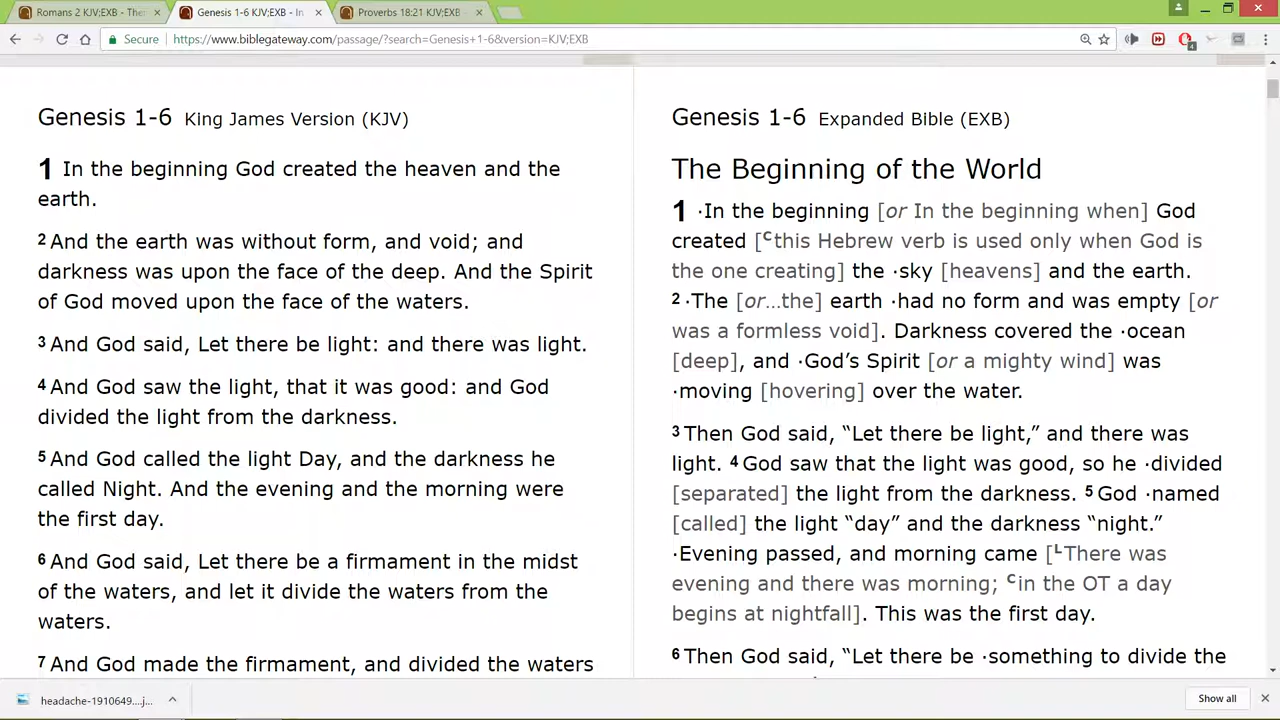 Romans 2 KJV;EXB - The
Genesis 1-6 KJV;EXB - In
Proverbs 18:21 KJV;EXB
Secure https://www.biblegateway.com/passage/?search=Genesis+1-6&version=KJV;EXB
4
Genesis 1-6 King James Version (KJV)
1 In the beginning God created the heaven and the
earth.
2 And the earth was without form, and void; and
darkness was upon the face of the deep. And the Spirit
of God moved upon the face of the waters.
3 And God said, Let there be light: and there was light.
4 And God saw the light, that it was good: and God
divided the light from the darkness.
5 And God called the light Day, and the darkness he
called Night. And the evening and the morning were
the first day.
6 And God said, Let there be a firmament in the midst
of the waters, and let it divide the waters from the
waters.
7 And God made the firmament, and divided the waters
Genesis 1-6 Expanded Bible (EXB)
The Beginning of the World
1 ·In the beginning [or In the beginning when] God
created [Cthis Hebrew verb is used only when God is
the one creating] the ·sky [heavens] and the earth.
2 ·The [or…the] earth ·had no form and was empty [or
was a formless void]. Darkness covered the ·ocean
[deep], and ·God’s Spirit [or a mighty wind] was
·moving [hovering] over the water.
3 Then God said, “Let there be light,” and there was
light. 4 God saw that the light was good, so he ·divided
[separated] the light from the darkness. 5 God ·named
[called] the light “day” and the darkness “night.”
·Evening passed, and morning came [LThere was
evening and there was morning; Cin the OT a day
begins at nightfall]. This was the first day.
6 Then God said, “Let there be ·something to divide the
headache-1910649....j...
Show all